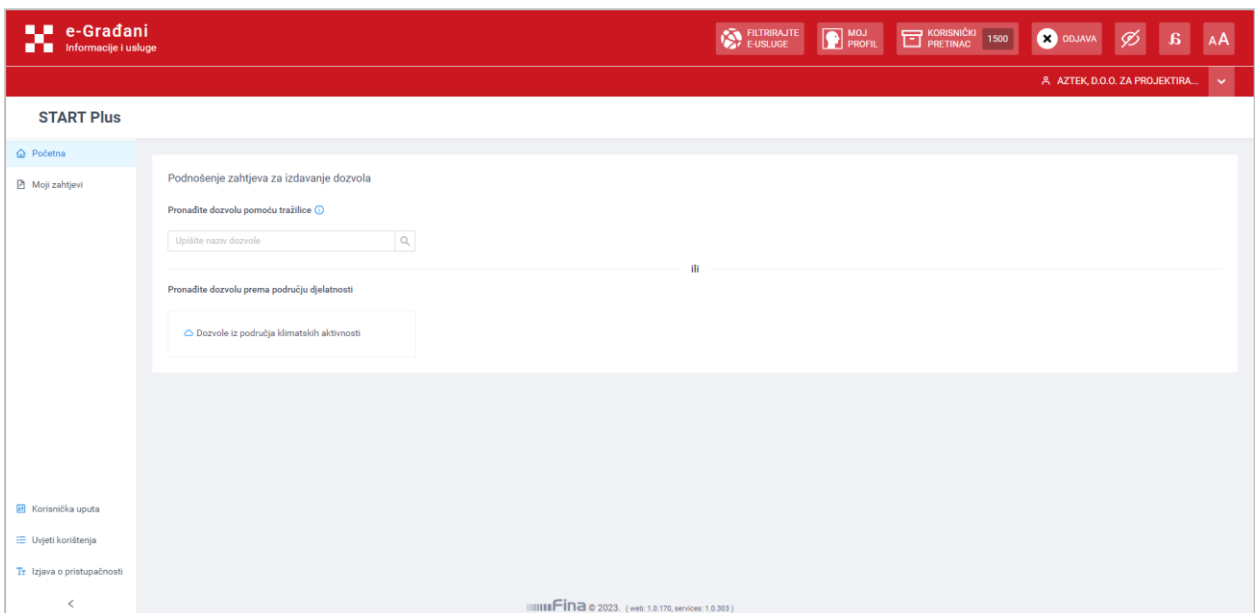 e-Građani
Informacije i usluge
FILTRIRAJTE
E-USLUGE
MOJ
PROFIL
KORISNIČKI
PRETINAC
1500
ODJAVA
AA
AZTEK, D.O.O. ZA PROJEKTIRA...
START Plus
Početna
Moji zahtjevi
Podnošenje zahtjeva za izdavanje dozvola
Pronađite dozvolu pomoću tražilice
Upišite naziv dozvole
ili
Pronađite dozvolu prema području djelatnosti
Dozvole iz područja klimatskih aktivnosti
Korisnička uputa
Uvjeti korištenja
Tт Izjava o pristupačnosti
Fina © 2023. (web: 1.0.170, services: 1.0.303)